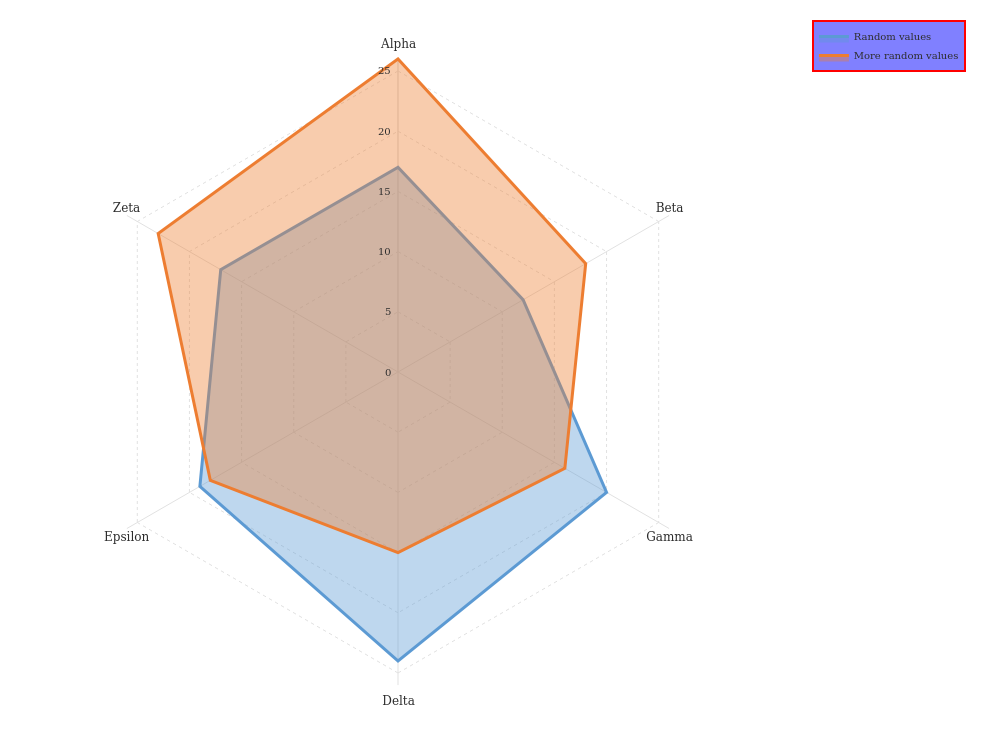 Alpha
Random values
More random values
25
20
15
10
5
0
Zeta
Beta
Epsilon
Gamma
Delta